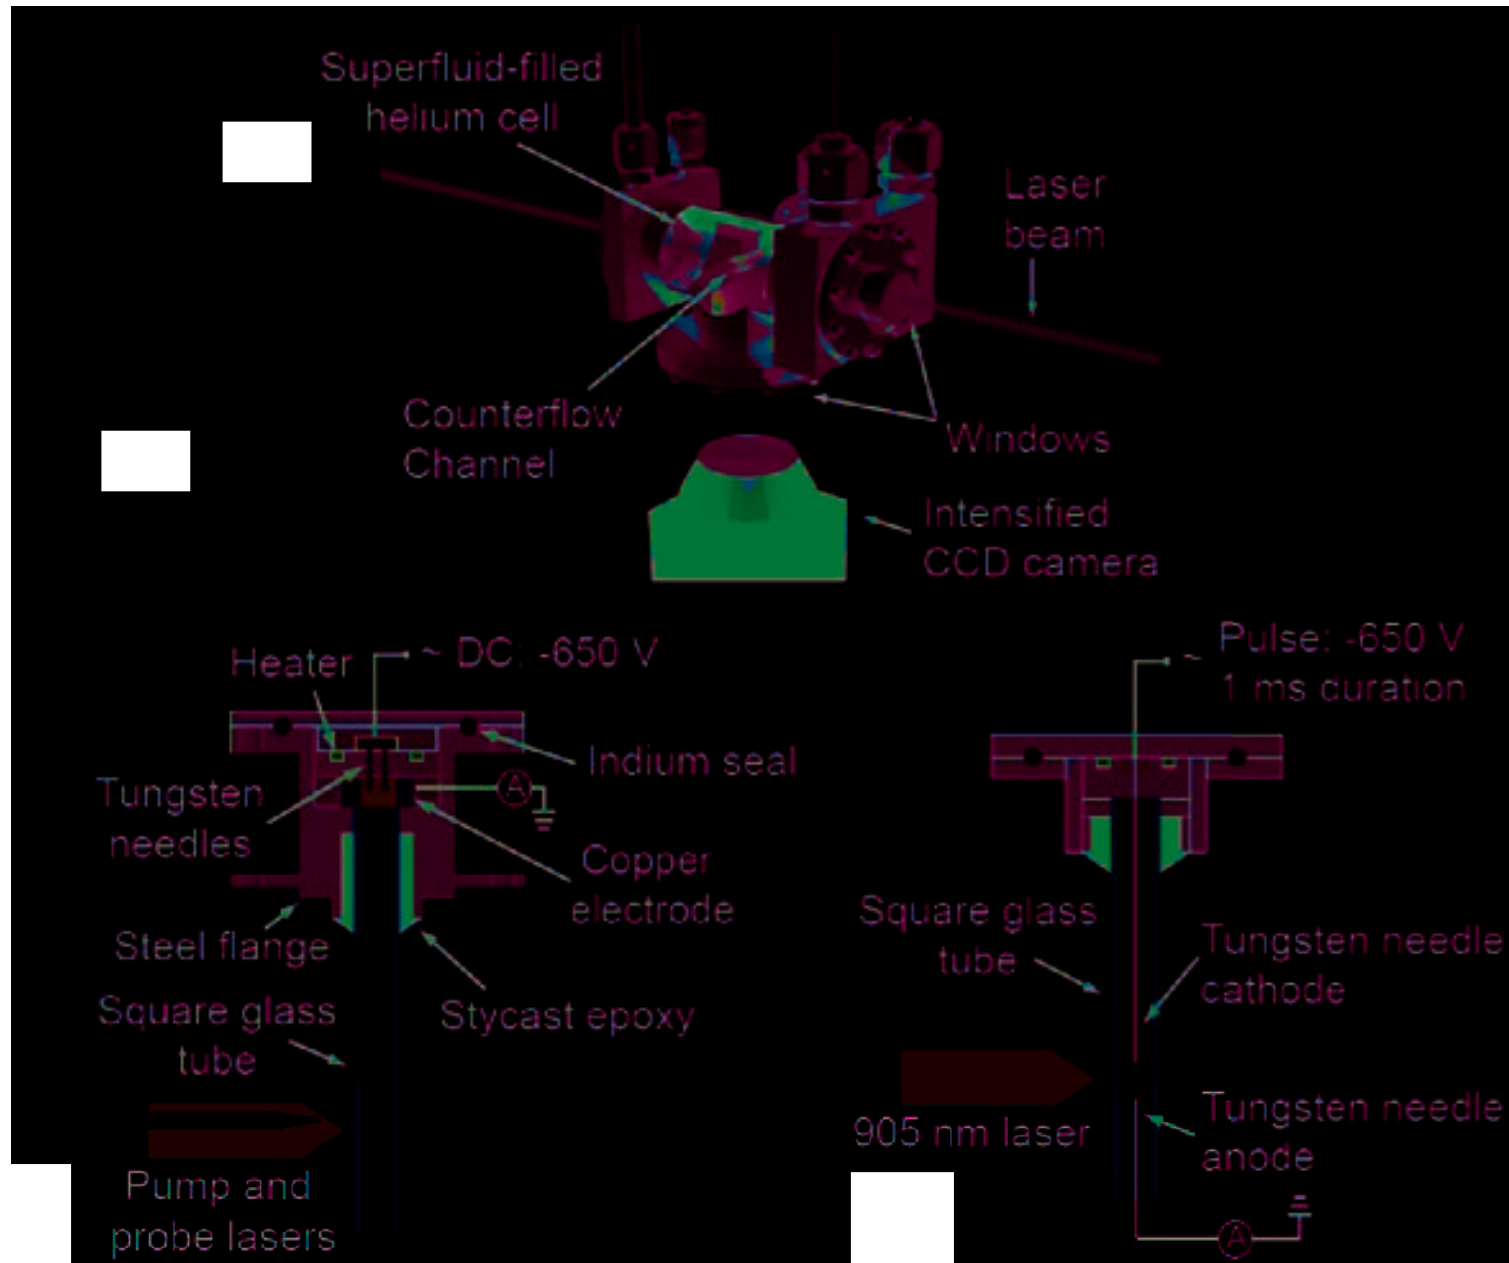 Superfluid-filled
helium cell
Laser
beam
Counterflow
Channel
Windows
Intensified
CCD camera
Heater
~ DC: -650 V
Indium seal
Tungsten
needles
A
Copper
electrode
Steel flange
Stycast epoxy
Square glass
tube
Pump and
probe lasers
~ Pulse: -650 V
1 ms duration
Square glass
tube
Tungsten needle
cathode
905 nm laser
Tungsten needle
anode
A